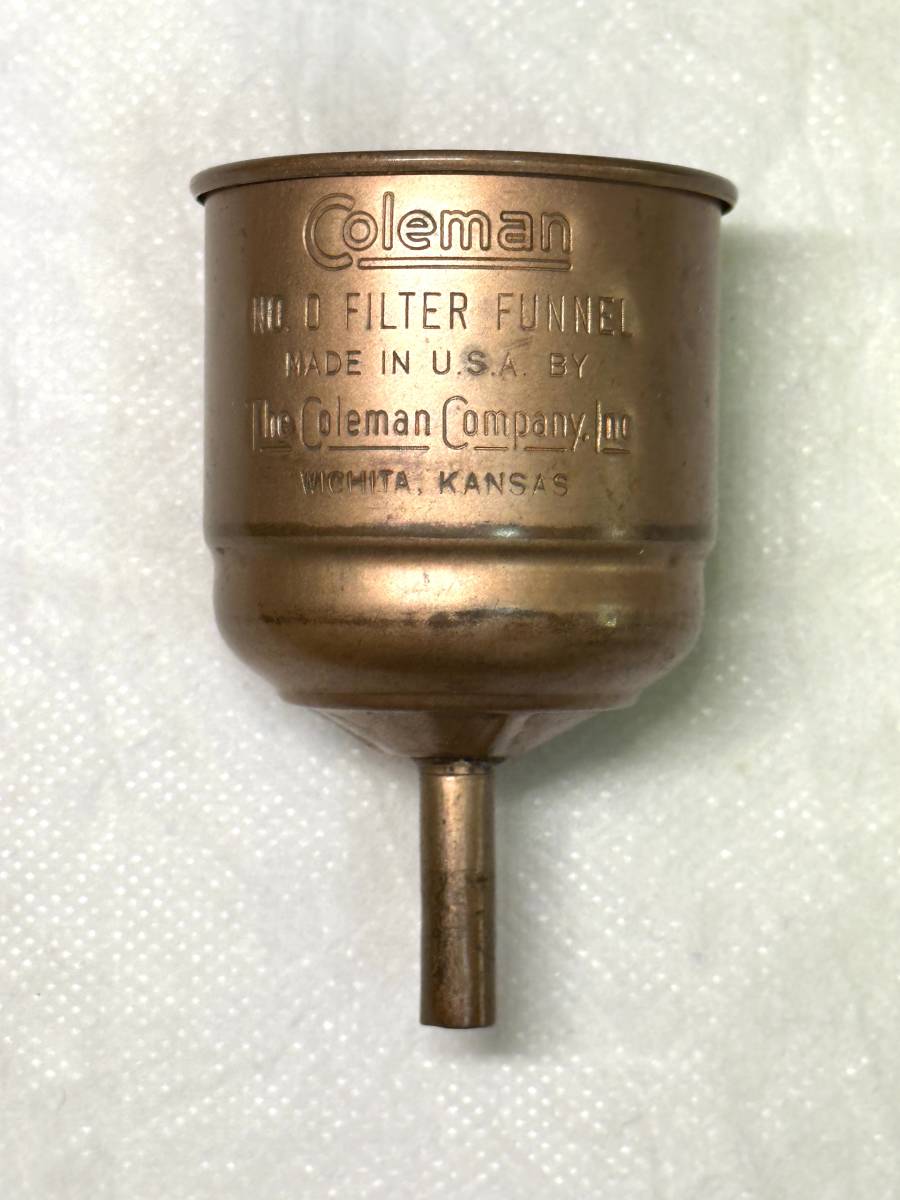 Coleman
NO. 0 FILTER FUNNEL
MADE IN U.S.A. BY
The Coleman Company, Inc
WICHITA, KANSAS